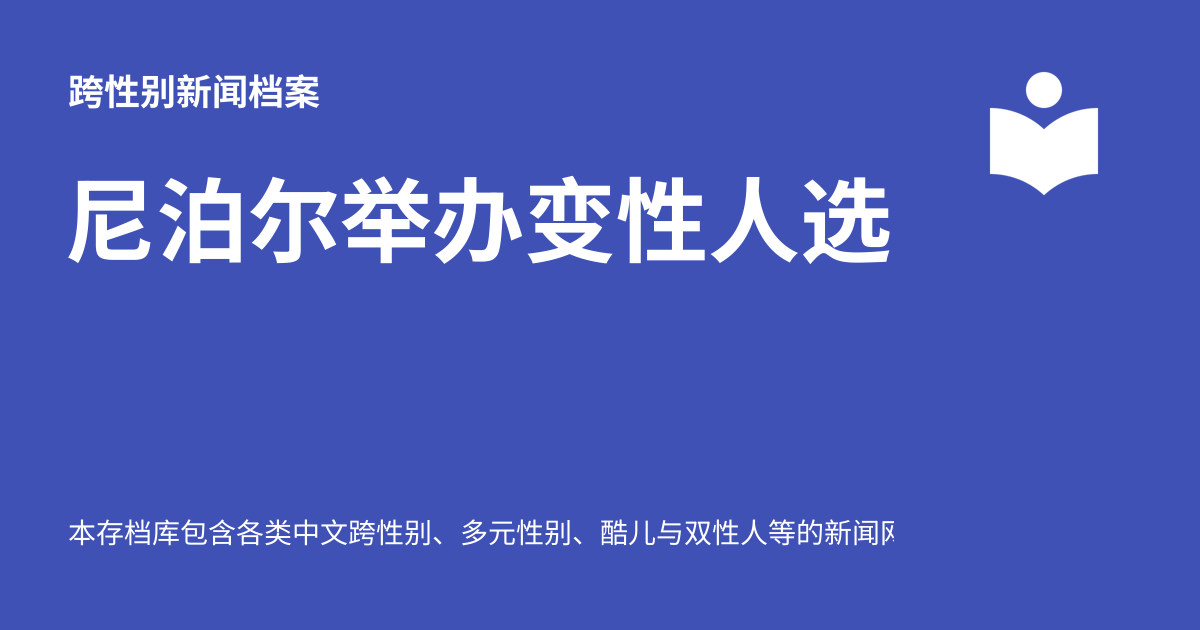 跨性别新闻档案
尼泊尔举办变性人选
本存档库包含各类中文跨性别、多元性别、酷儿与双性人等的新闻